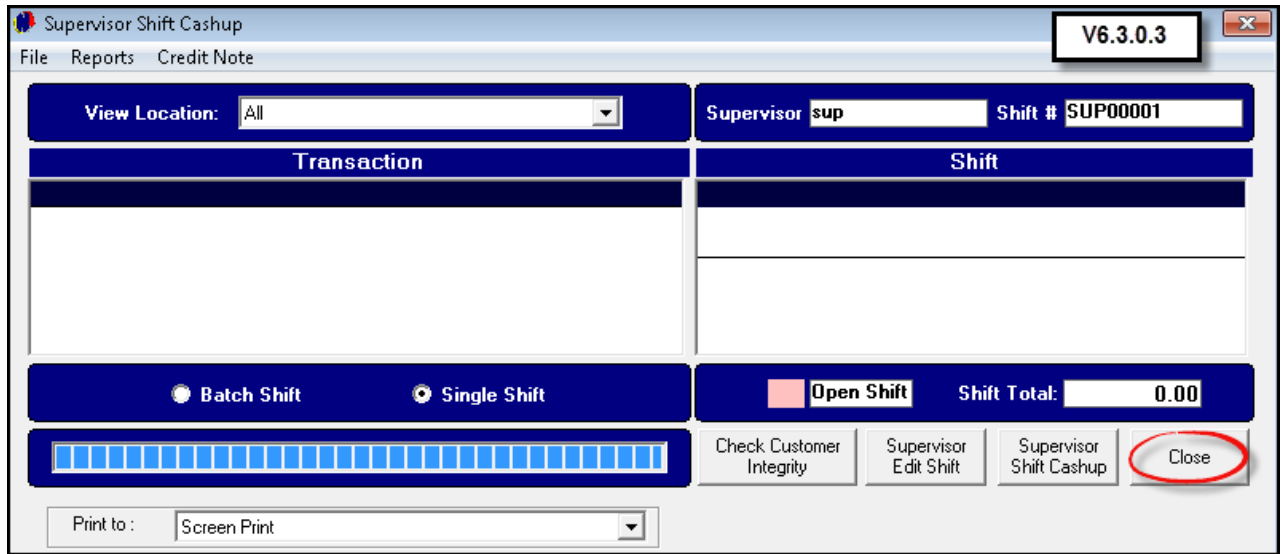 Supervisor Shift Cashup
V6.3.0.3
File Reports Credit Note
View Location: All
Supervisor sup Shift # SUP00001
Transaction
Shift
Batch Shift Single Shift
Open Shift Shift Total: 0.00
Check Customer
Integrity
Supervisor
Edit Shift
Supervisor
Shift Cashup
Close
Print to : Screen Print